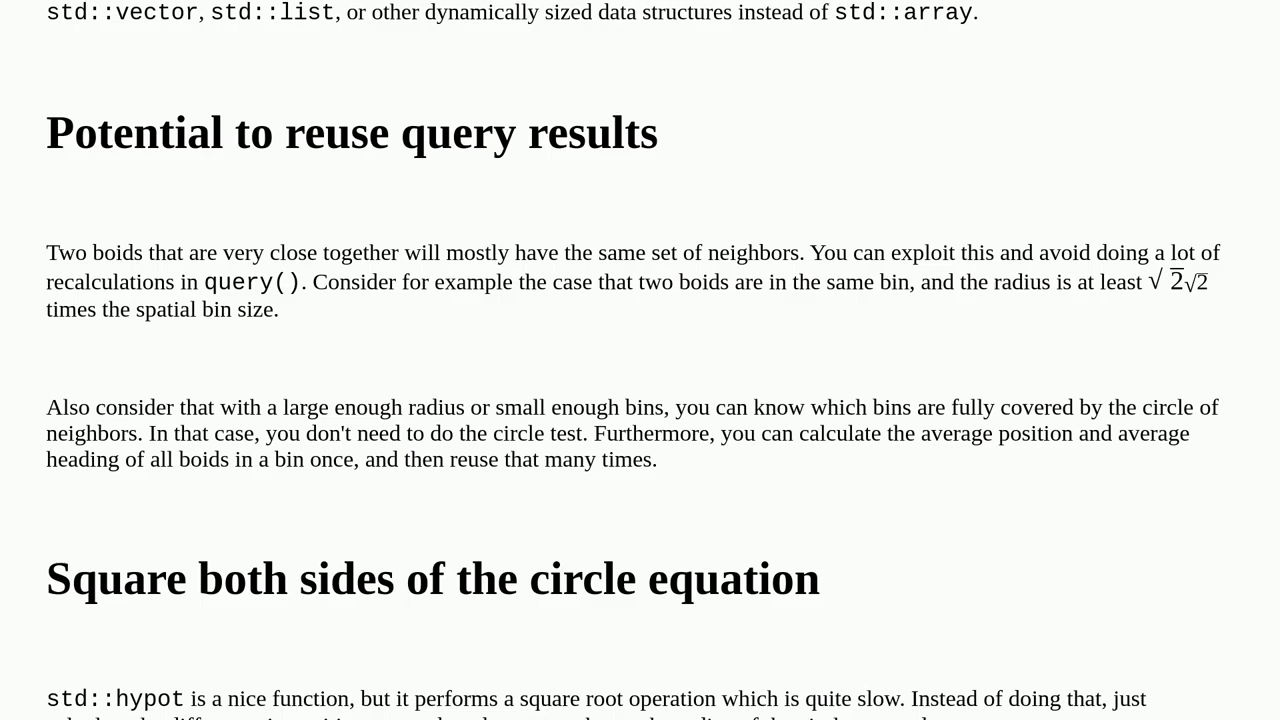 std::vector, std::list, or other dynamically sized data structures instead of std::array.
Potential to reuse query results
Two boids that are very close together will mostly have the same set of neighbors. You can exploit this and avoid doing a lot of
recalculations in query(). Consider for example the case that two boids are in the same bin, and the radius is at least √2√2
times the spatial bin size.
Also consider that with a large enough radius or small enough bins, you can know which bins are fully covered by the circle of
neighbors. In that case, you don't need to do the circle test. Furthermore, you can calculate the average position and average
heading of all boids in a bin once, and then reuse that many times.
Square both sides of the circle equation
std::hypot is a nice function, but it performs a square root operation which is quite slow. Instead of doing that, just